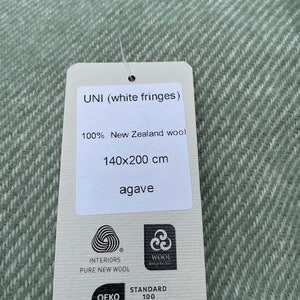 UNI (white fringes)
100% New Zealand wool
140x200 cm
agave
INTERIORS
PURE NEW WOOL
WOOL
OEKO
STANDARD
100